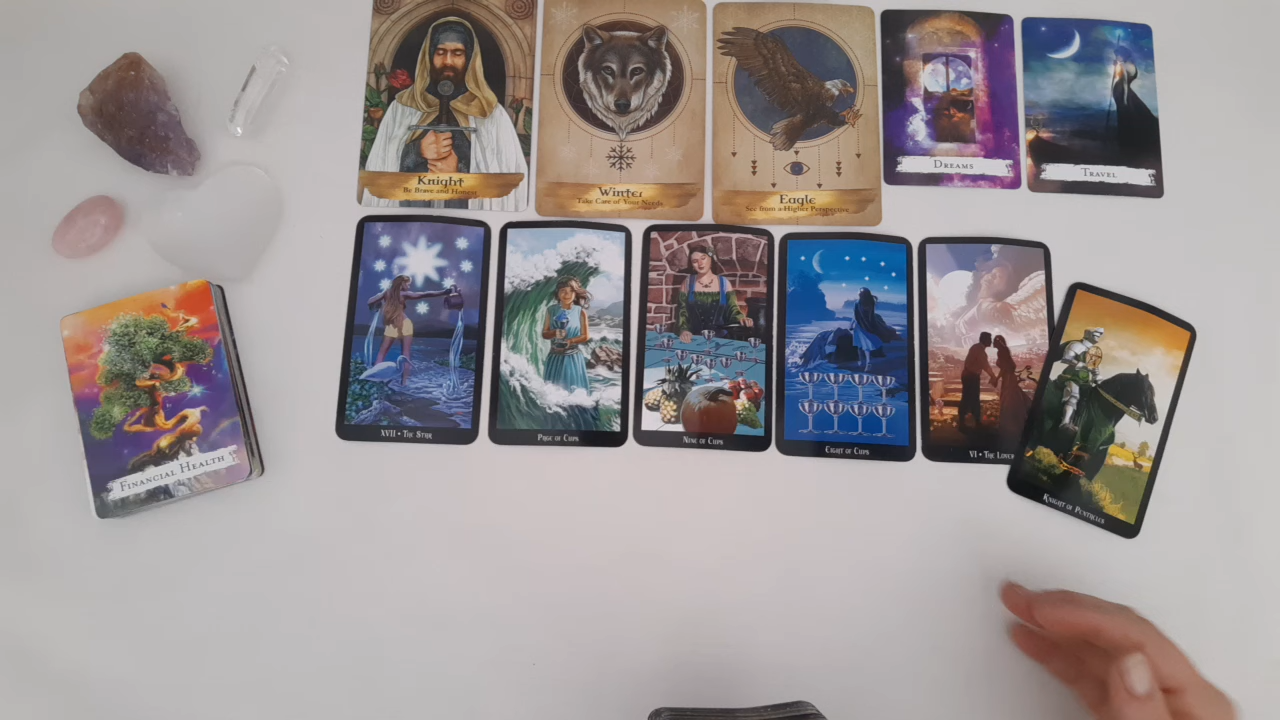 Knight
Be Brave and Honest
Winter
Take Care of Your Needs
Eagle
See from a Higher Perspective
Dreams
Travel
XVII • The Star
Page of Cups
Nine of Cups
Eight of Cups
VI • The Lover
Knight of Pentacles
Financial Health